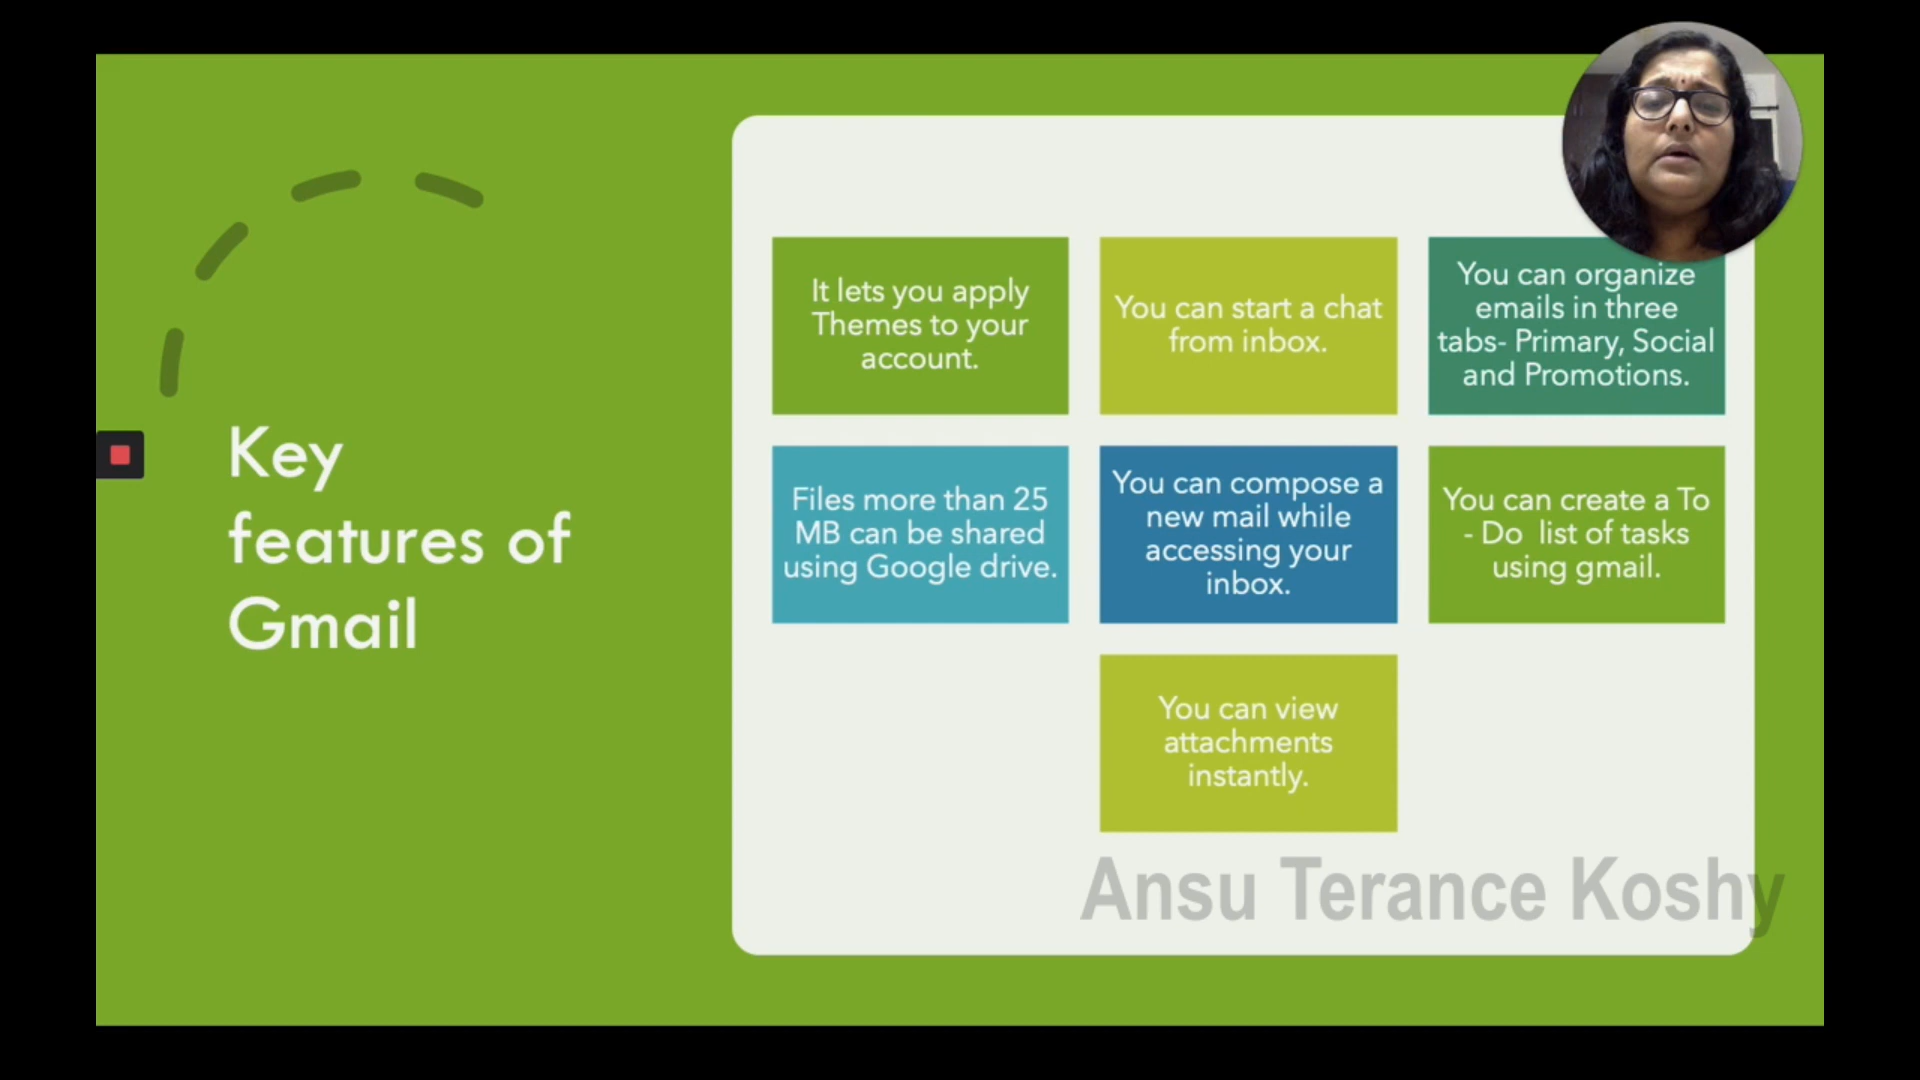 Key
features of
Gmail
It lets you apply
Themes to your
account.
You can start a chat
from inbox.
You can organize
emails in three
tabs- Primary, Social
and Promotions.
Files more than 25
MB can be shared
using Google drive.
You can compose a
new mail while
accessing your
inbox.
You can create a To
- Do  list of tasks
using gmail.
You can view
attachments
instantly.
Ansu Terance Koshy